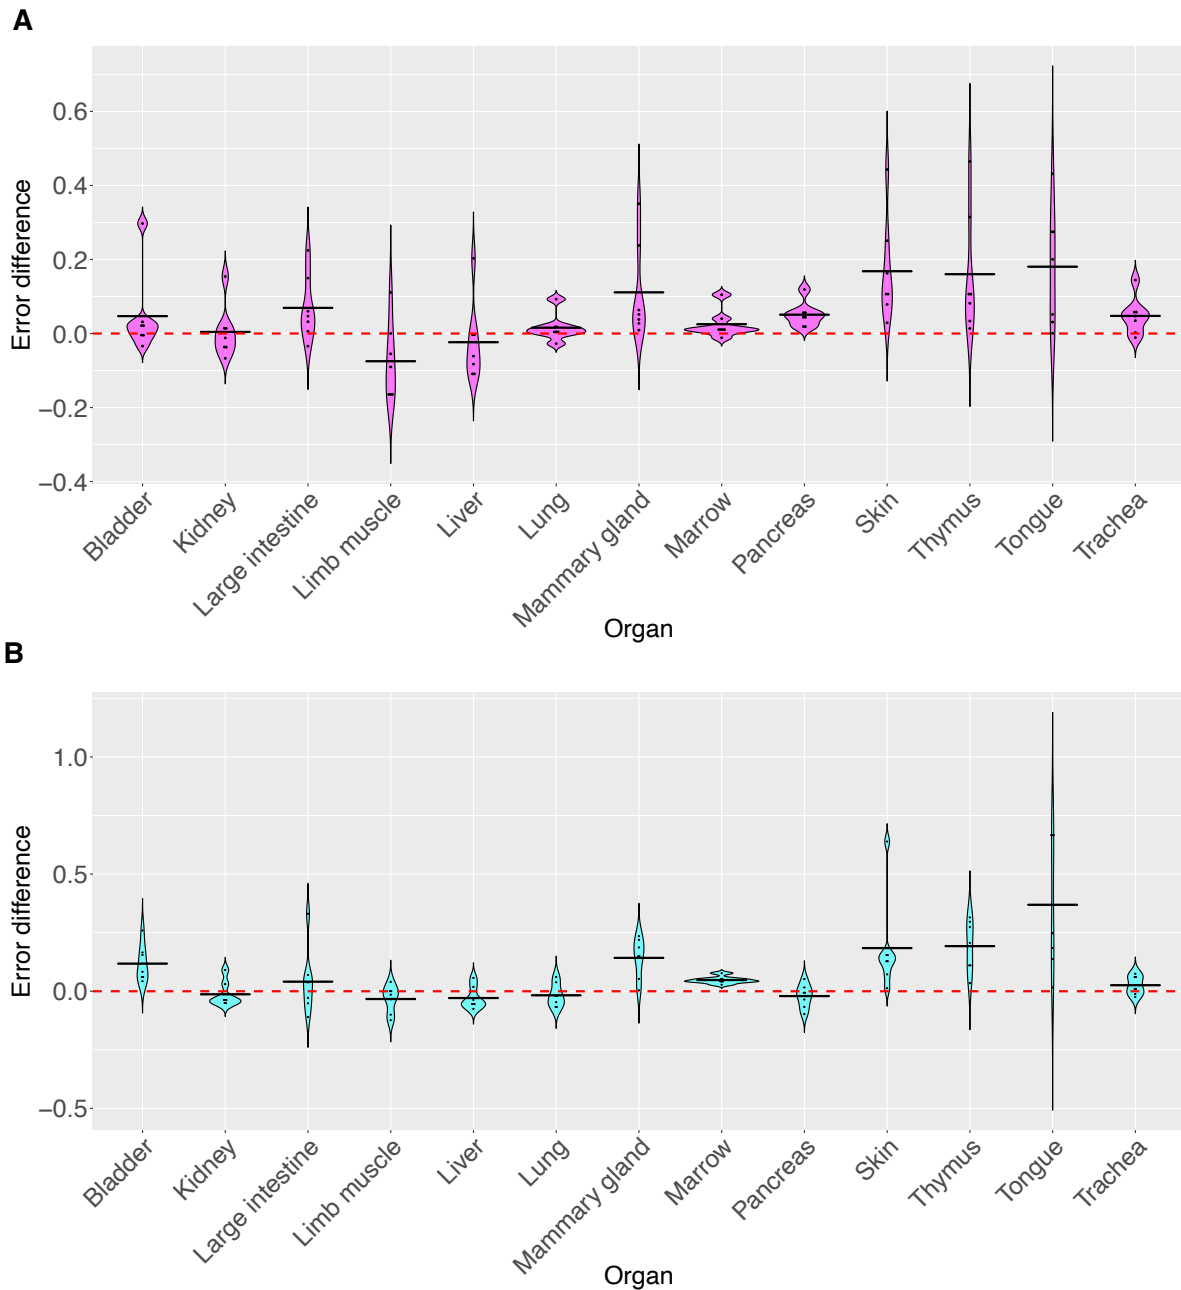 A
Error difference
0.6
0.4
0.2
0.0
−0.2
−0.4
Bladder
Kidney
Large intestine
Limb muscle
Liver
Lung
Mammary gland
Marrow
Pancreas
Skin
Thymus
Tongue
Trachea
Organ
B
Error difference
1.0
0.5
0.0
−0.5
Bladder
Kidney
Large intestine
Limb muscle
Liver
Lung
Mammary gland
Marrow
Pancreas
Skin
Thymus
Tongue
Trachea
Organ